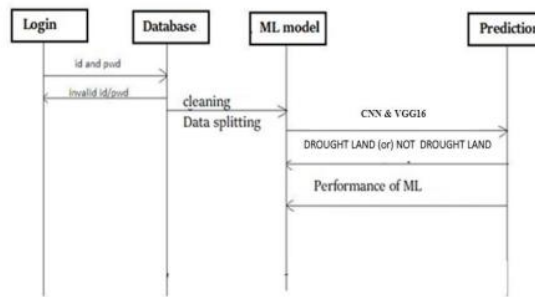 Login
Database
ML model
Prediction
id and pwd
invalid id/pwd
cleaning
Data splitting
CNN & VGG16
DROUGHT LAND (or) NOT DROUGHT LAND
Performance of ML